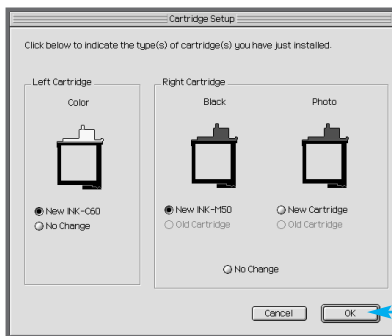 Cartridge Setup
Click below to indicate the type(s) of cartridge(s) you have just installed.
Left Cartridge
Color
New INK-C60
No Change
Right Cartridge
Black
Photo
New INK-M50
New Cartridge
Old Cartridge
Old Cartridge
No Change
Cancel
OK